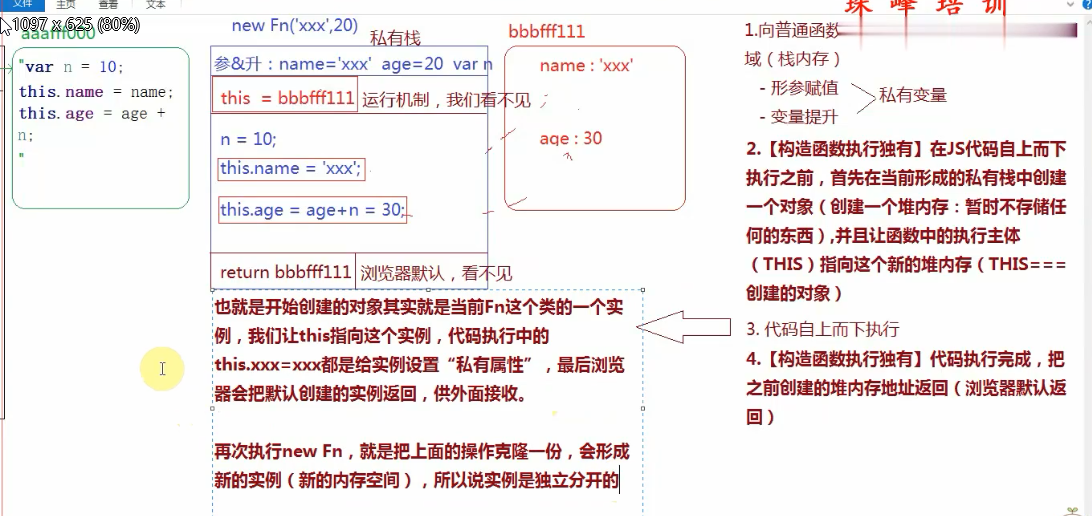 文件
主页
查看
文本
1097 x 625 (80%)
珠 峰 培 训
aaafff000
"var n = 10;
this.name = name;
this.age = age +
n;
"
new Fn('xxx',20)
私有栈
参&升：name='xxx' age=20 var n
this = bbbfff111
运行机制，我们看不见
n = 10;
this.name = 'xxx';
this.age = age+n = 30;
return bbbfff111
浏览器默认，看不见
bbbfff111
name : 'xxx'
age : 30
也就是开始创建的对象其实就是当前Fn这个类的一个实
例，我们让this指向这个实例，代码执行中的
this.xxx=xxx都是给实例设置“私有属性”，最后浏览
器会把默认创建的实例返回，供外面接收。
再次执行new Fn，就是把上面的操作克隆一份，会形成
新的实例（新的内存空间），所以说实例是独立分开的
1.向普通函数
域（栈内存）
- 形参赋值
- 变量提升
私有变量
2.【构造函数执行独有】在JS代码自上而下
执行之前，首先在当前形成的私有栈中创建
一个对象（创建一个堆内存：暂时不存储任
何的东西）,并且让函数中的执行主体
（THIS）指向这个新的堆内存（THIS===
创建的对象）
3. 代码自上而下执行
4.【构造函数执行独有】代码执行完成，把
之前创建的堆内存地址返回（浏览器默认返
回）